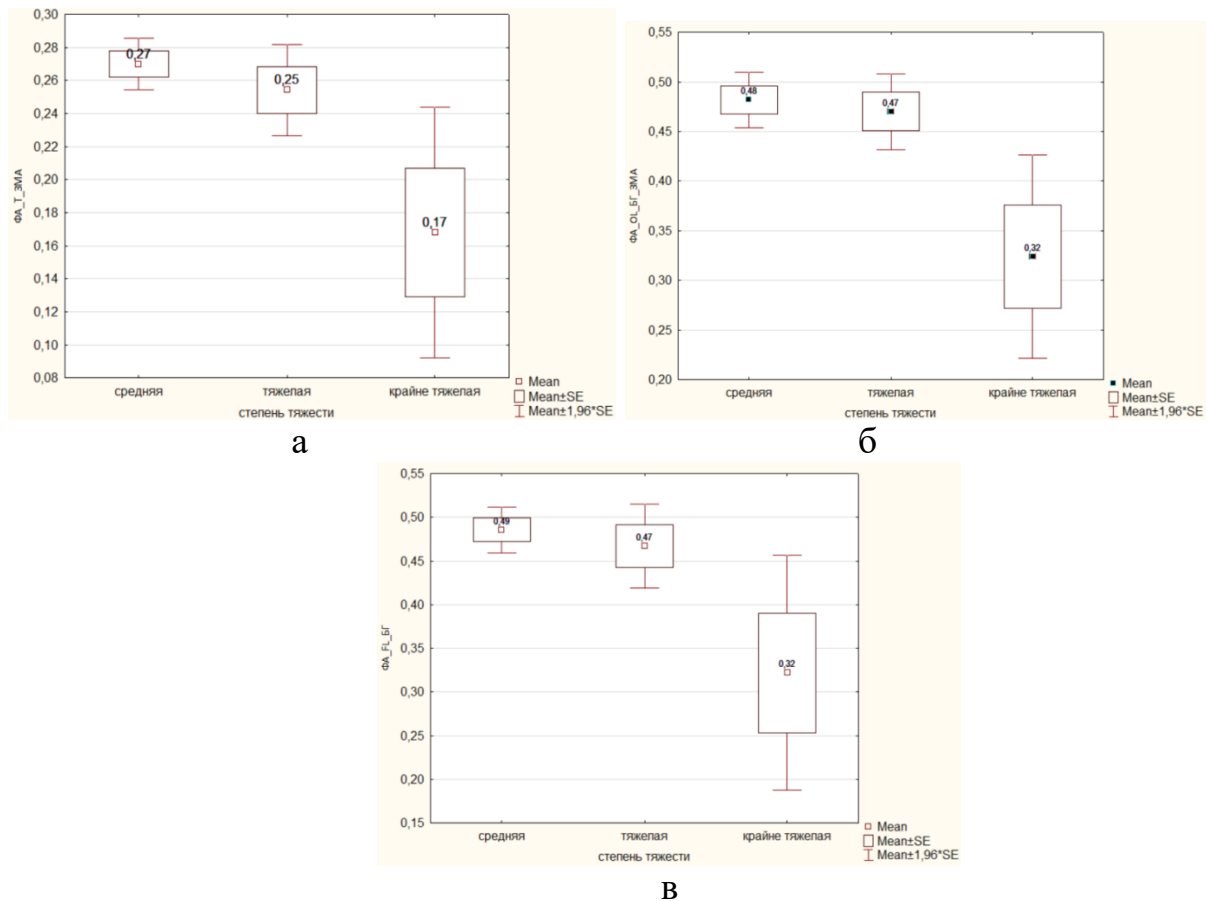 0,30
0,28
0,26
0,24
0,22
0,20
0,18
0,16
0,14
0,12
0,10
0,08
ФА_Т_ЗМА
0,27
0,25
0,17
средняя
тяжелая
крайне тяжелая
степень тяжести
Mean
Mean±SE
Mean±1,96*SE
а
0,55
0,50
0,45
0,40
0,35
0,30
0,25
0,20
ФА_OL_БГ_ЗМА
0,48
0,47
0,32
средняя
тяжелая
крайне тяжелая
степень тяжести
Mean
Mean±SE
Mean±1,96*SE
б
0,55
0,50
0,45
0,40
0,35
0,30
0,25
0,20
0,15
ФА_FL_БГ
0,49
0,47
0,32
средняя
тяжелая
крайне тяжелая
степень тяжести
Mean
Mean±SE
Mean±1,96*SE
в